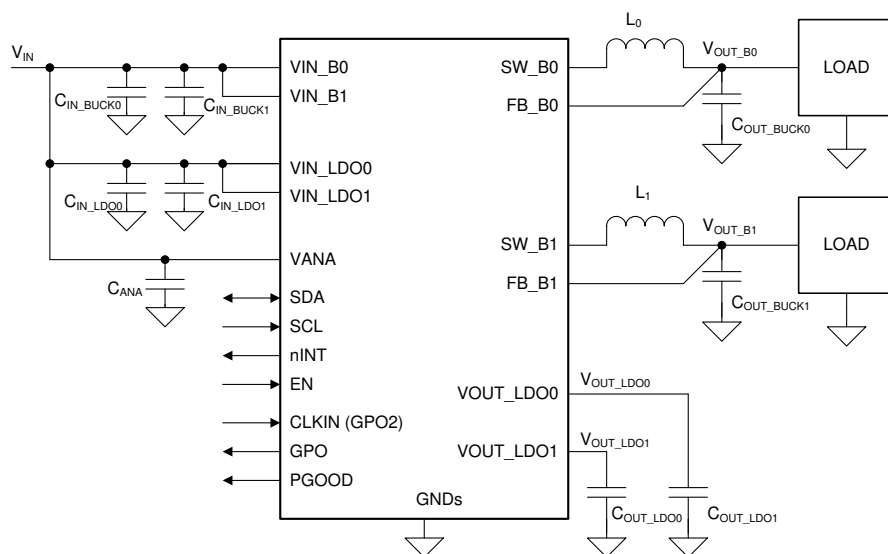 V_IN
C_IN_BUCK0
C_IN_BUCK1
C_IN_LDO0
C_IN_LDO1
C_ANA
VIN_B0
VIN_B1
VIN_LDO0
VIN_LDO1
VANA
SDA
SCL
nINT
EN
CLKIN (GPO2)
GPO
PGOOD
GNDs
SW_B0
FB_B0
SW_B1
FB_B1
VOUT_LDO0
VOUT_LDO1
L0
V_OUT_B0
C_OUT_BUCK0
LOAD
L1
V_OUT_B1
C_OUT_BUCK1
LOAD
V_OUT_LDO0
V_OUT_LDO1
C_OUT_LDO0
C_OUT_LDO1